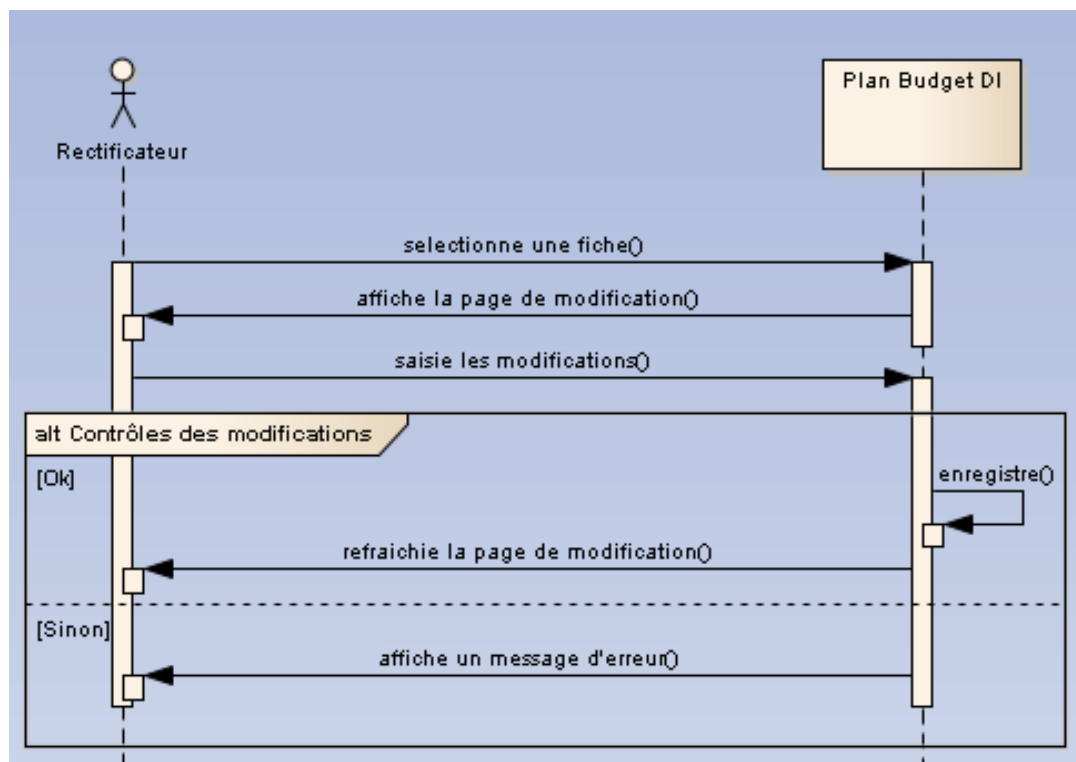 Rectificateur
Plan Budget DI
selectionne une fiche()
affiche la page de modification()
saisie les modifications()
alt Contrôles des modifications
[Ok]
enregistre()
refraichie la page de modification()
[Sinon]
affiche un message d'erreur()